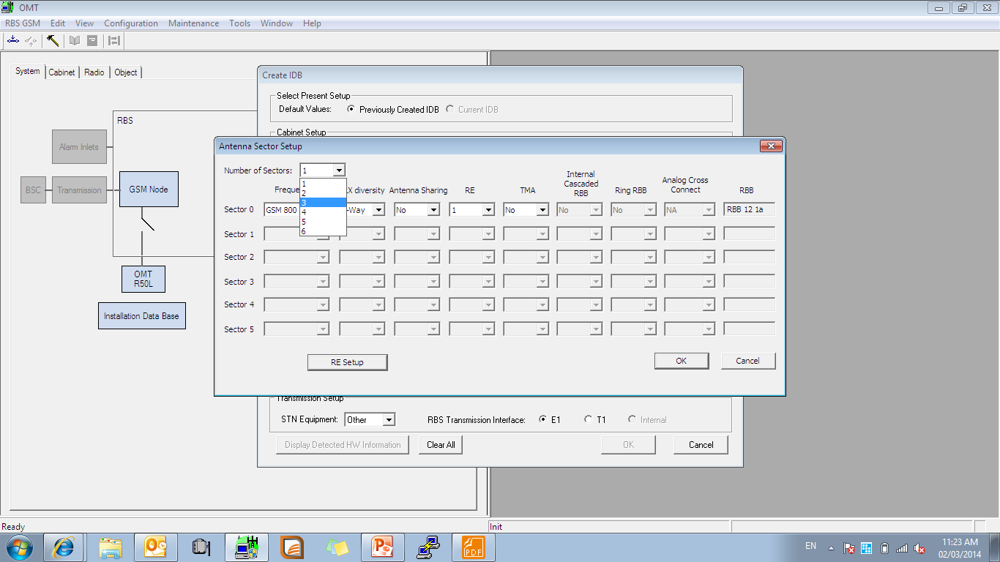 OMT
RBS GSM Edit View Configuration Maintenance Tools Window Help
System Cabinet Radio Object
Create IDB
Select Present Setup
Default Values: Previously Created IDB Current IDB
Cabinet Setup
RBS
Alarm Inlets
BSC Transmission GSM Node
OMT
R50L
Installation Data Base
Antenna Sector Setup
Number of Sectors: 1
1
2
3
4
5
6
Freque X diversity Antenna Sharing RE TMA Internal Cascaded RBB Ring RBB Analog Cross Connect RBB
Sector 0 GSM 800 -Way No 1 No No No NA RBB 12 1a
Sector 1
Sector 2
Sector 3
Sector 4
Sector 5
RE Setup OK Cancel
Transmission Setup
STN Equipment: Other RBS Transmission Interface: E1 T1 Internal
Display Detected HW Information Clear All OK Cancel
Ready Init
PDF
EN 11:23 AM
02/03/2014